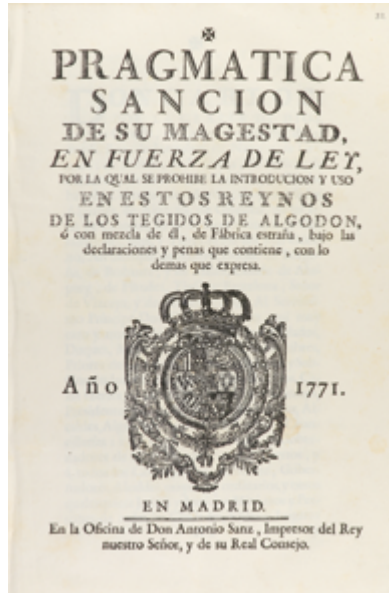 PRAGMATICA
SANCION
DE SU MAGESTAD,
EN FUERZA DE LEY,
POR LA QUAL SE PROHIBE LA INTRODUCION Y USO
EN ESTOS REYNOS
DE LOS TEGIDOS DE ALGODON,
ó con mezcla de él, de Fábrica estraña, bajo las
declaraciones y penas que contiene, con lo
demas que expresa.
Año 1771.
EN MADRID.
En la Oficina de Don Antonio Sanz, Impresor del Rey
nuestro Señor, y de su Real Consejo.